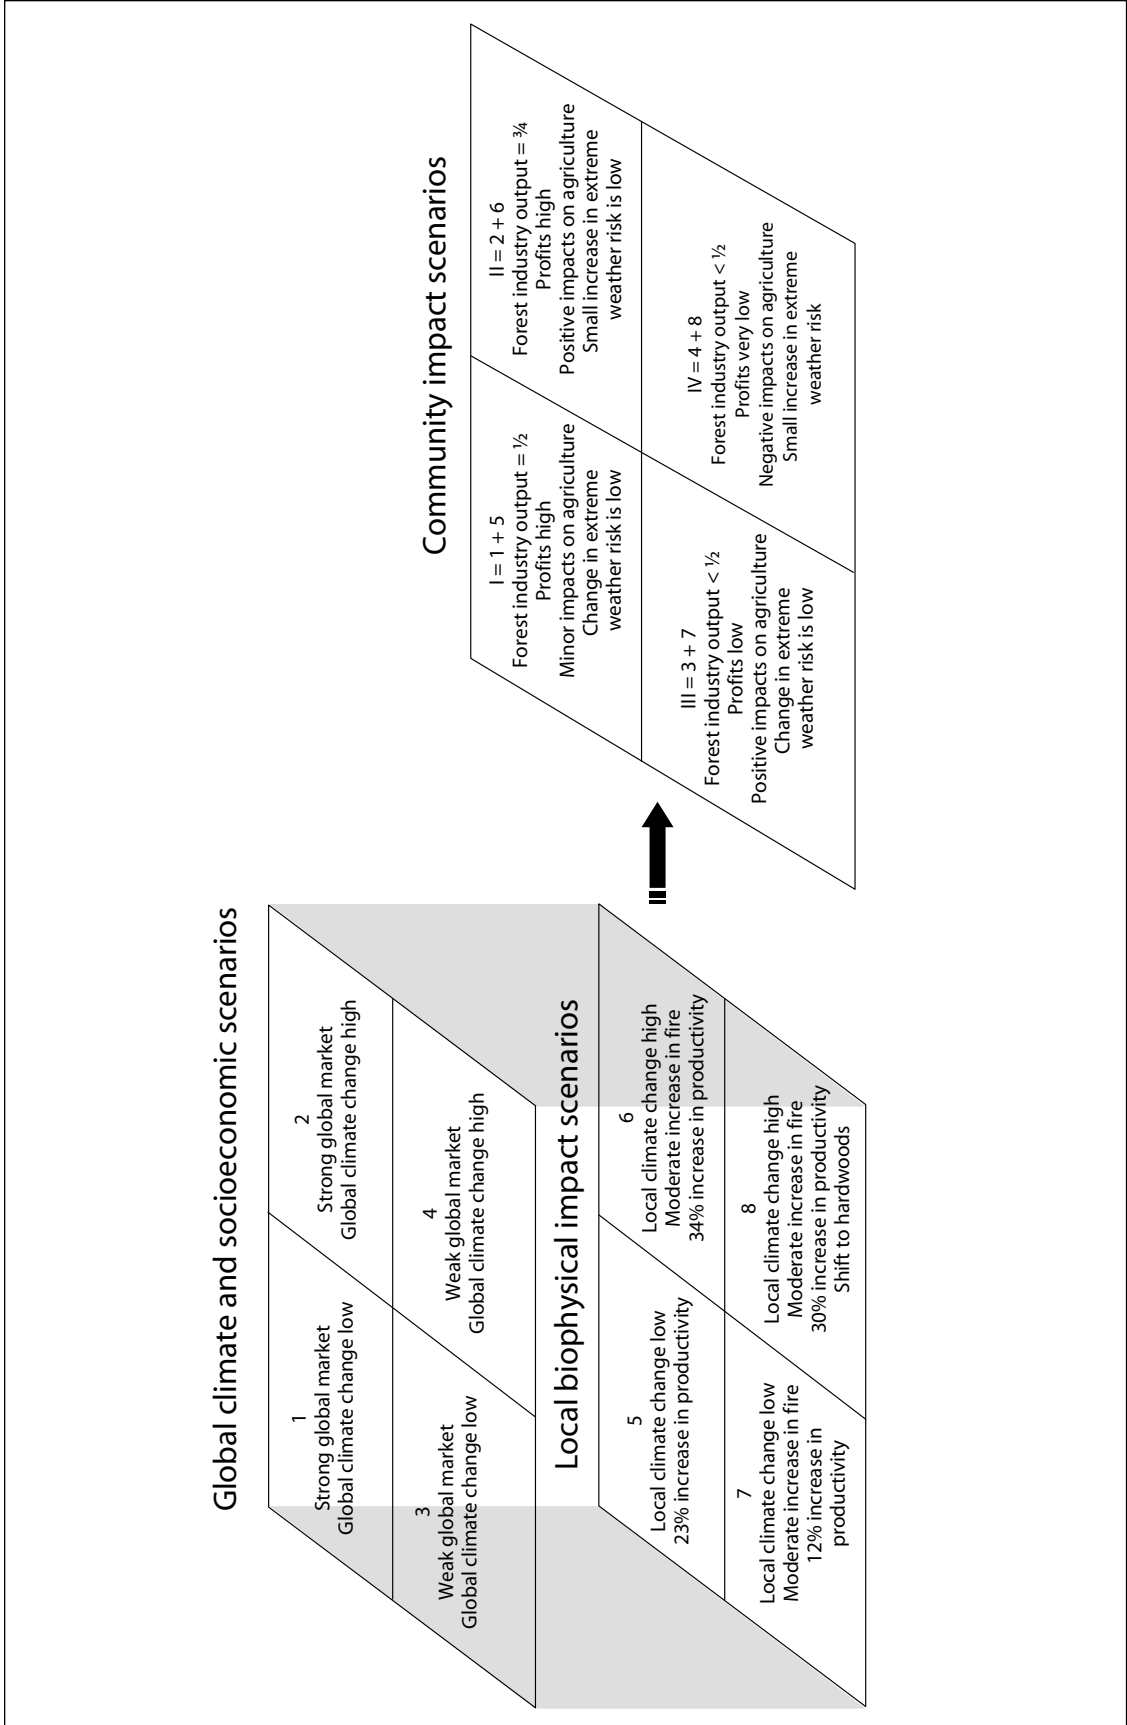 Global climate and socioeconomic scenarios
1
Strong global market
Global climate change low
2
Strong global market
Global climate change high
3
Weak global market
Global climate change low
4
Weak global market
Global climate change high
Local biophysical impact scenarios
5
Local climate change low
23% increase in productivity
6
Local climate change high
Moderate increase in fire
34% increase in productivity
7
Local climate change low
Moderate increase in fire
12% increase in
productivity
8
Local climate change high
Moderate increase in fire
30% increase in productivity
Shift to hardwoods
Community impact scenarios
I = 1 + 5
Forest industry output = ½
Profits high
Minor impacts on agriculture
Change in extreme
weather risk is low
II = 2 + 6
Forest industry output = ¾
Profits high
Positive impacts on agriculture
Small increase in extreme
weather risk is low
III = 3 + 7
Forest industry output < ½
Profits low
Positive impacts on agriculture
Change in extreme
weather risk is low
IV = 4 + 8
Forest industry output < ½
Profits very low
Negative impacts on agriculture
Small increase in extreme
weather risk